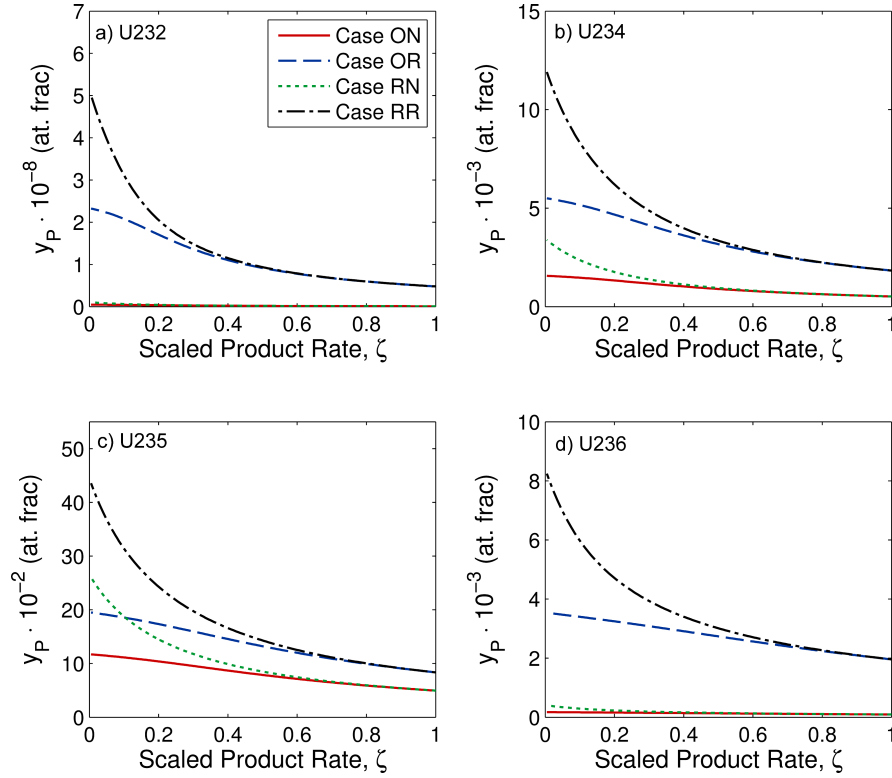 a) U232
Case ON
Case OR
Case RN
Case RR
7
6
5
4
3
2
1
0
y_P · 10^−8 (at. frac)
0 0.2 0.4 0.6 0.8 1
Scaled Product Rate, ζ
b) U234
15
10
5
0
y_P · 10^−3 (at. frac)
0 0.2 0.4 0.6 0.8 1
Scaled Product Rate, ζ
c) U235
50
40
30
20
10
0
y_P · 10^−2 (at. frac)
0 0.2 0.4 0.6 0.8 1
Scaled Product Rate, ζ
d) U236
10
8
6
4
2
0
y_P · 10^−3 (at. frac)
0 0.2 0.4 0.6 0.8 1
Scaled Product Rate, ζ